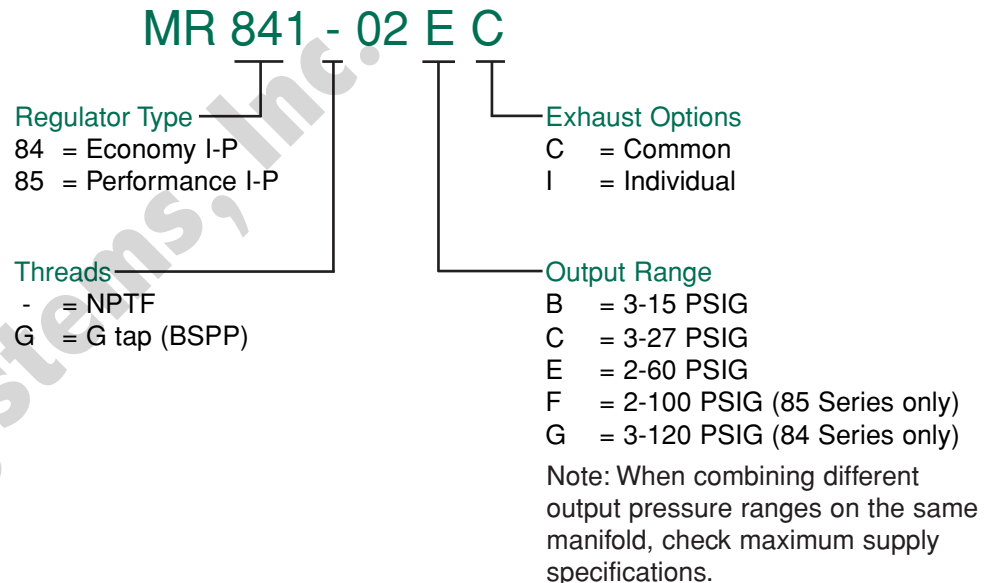 MR 841 - 02 E C
Regulator Type
84 = Economy I-P
85 = Performance I-P
Threads
- = NPTF
G = G tap (BSPP)
Exhaust Options
C = Common
I = Individual
Output Range
B = 3-15 PSIG
C = 3-27 PSIG
E = 2-60 PSIG
F = 2-100 PSIG (85 Series only)
G = 3-120 PSIG (84 Series only)
Note: When combining different
output pressure ranges on the same
manifold, check maximum supply
specifications.
stems, Inc.